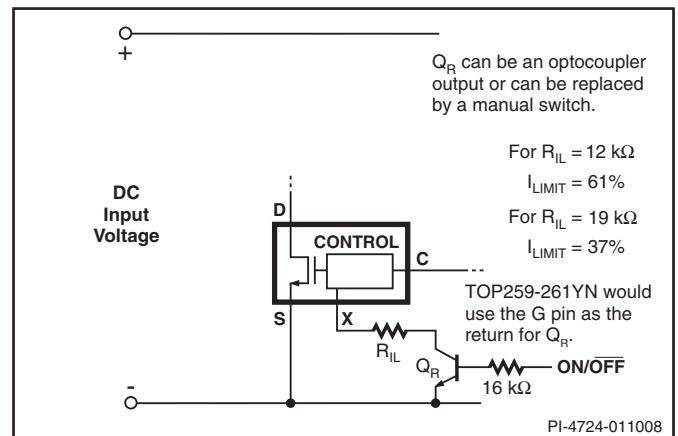 +
Q_R can be an optocoupler
output or can be replaced
by a manual switch.
For R_IL = 12 kΩ
I_LIMIT = 61%
For R_IL = 19 kΩ
I_LIMIT = 37%
DC
Input
Voltage
D
CONTROL
C
S
X
TOP259-261YN would
use the G pin as the
return for Q_R.
R_IL
Q_R
16 kΩ
ON/O̅F̅F̅
-
PI-4724-011008